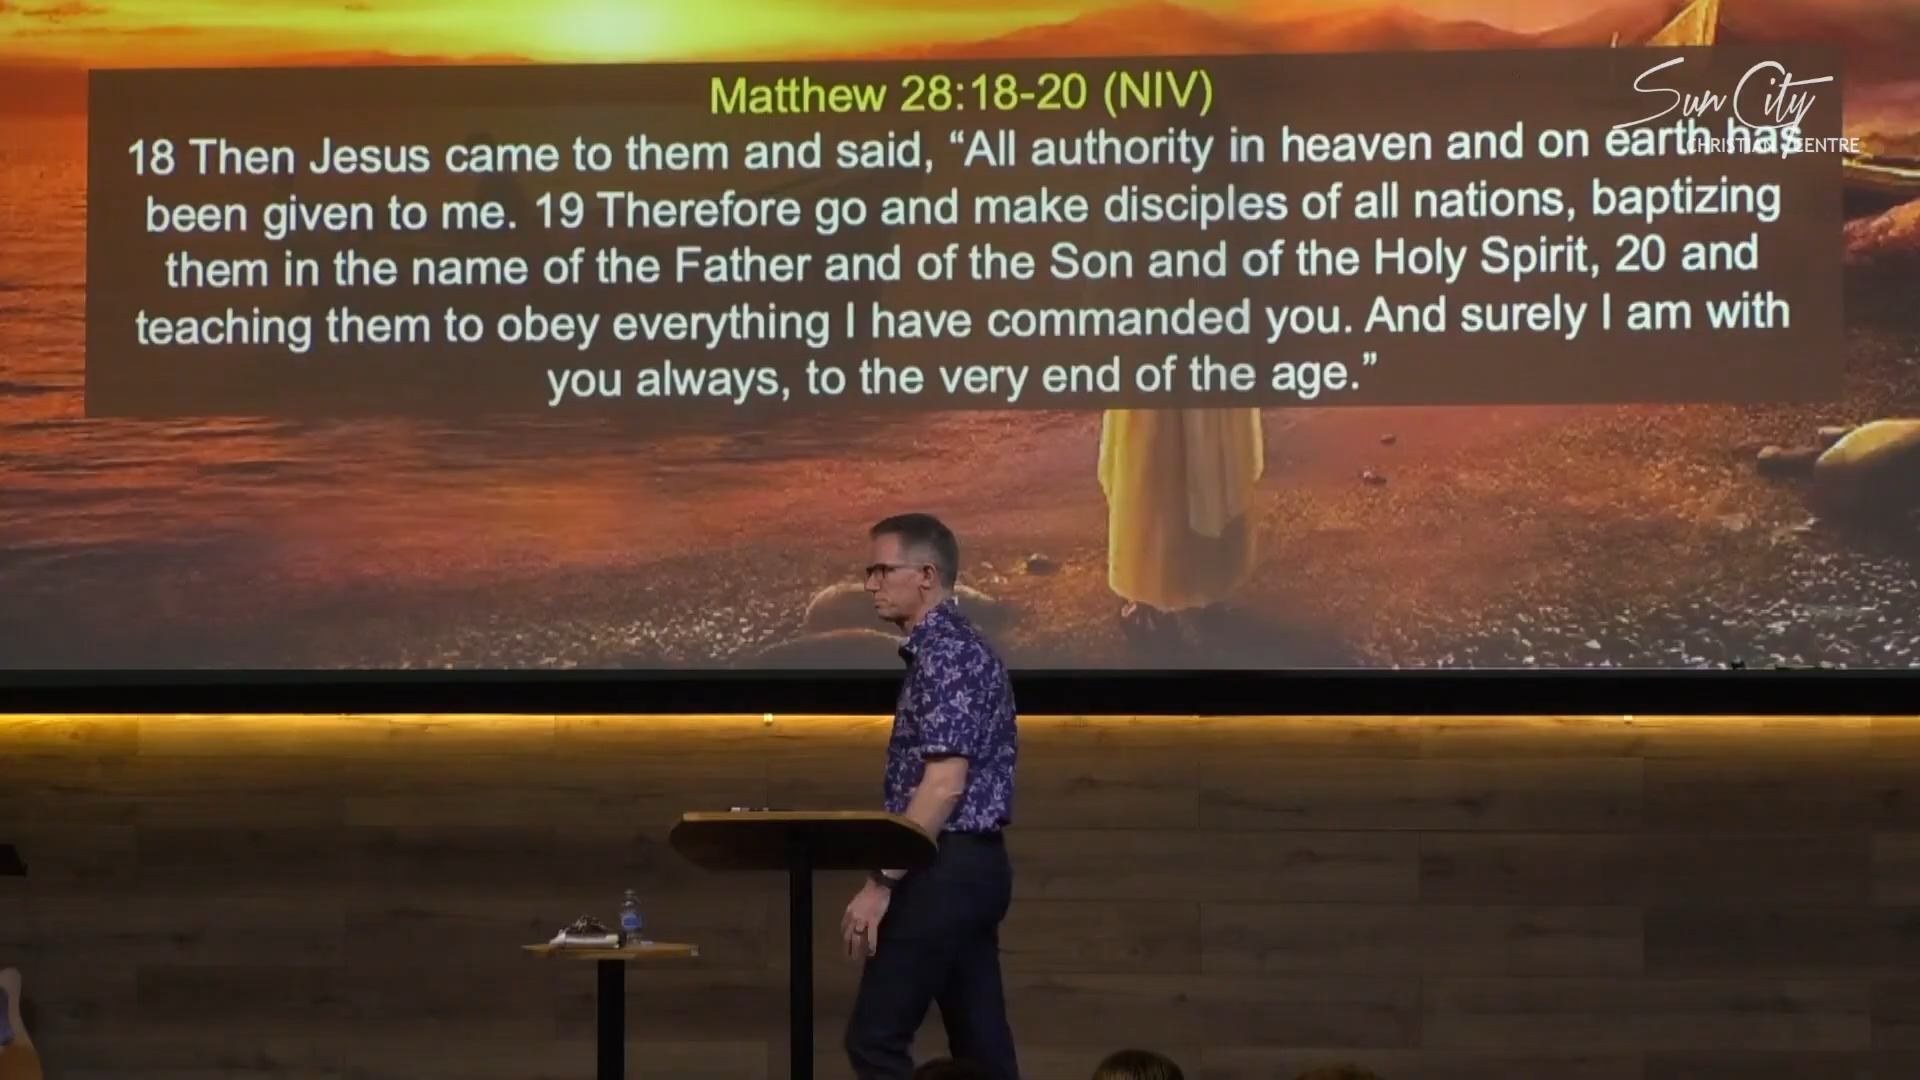 Matthew 28:18-20 (NIV)
18 Then Jesus came to them and said, “All authority in heaven and on earth has
been given to me. 19 Therefore go and make disciples of all nations, baptizing
them in the name of the Father and of the Son and of the Holy Spirit, 20 and
teaching them to obey everything I have commanded you. And surely I am with
you always, to the very end of the age.”
Sun City
CHRISTIAN CENTRE